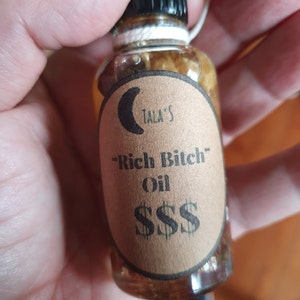 TALA'S
"Rich Bitch"
Oil
$$$